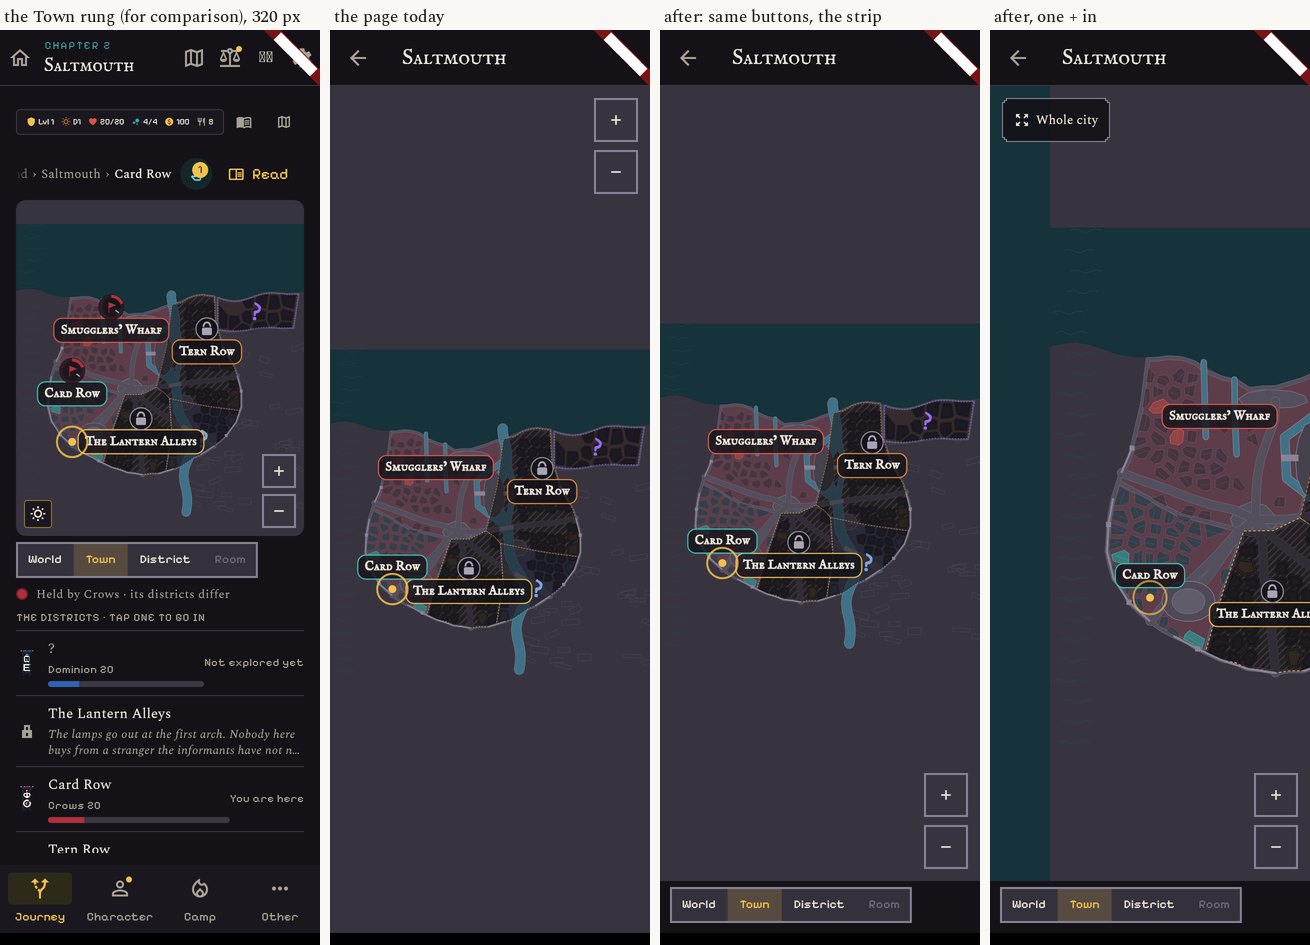 the Town rung (for comparison), 320 px
CHAPTER 2
Saltmouth
Lvl 1 D1 20/20 4/4 100 8
d › Saltmouth › Card Row 1 Read
Smugglers' Wharf
Tern Row
Card Row
The Lantern Alleys
+
−
World Town District Room
Held by Crows · its districts differ
THE DISTRICTS · TAP ONE TO GO IN
?
Dominion 20
Not explored yet
The Lantern Alleys
The lamps go out at the first arch. Nobody here
buys from a stranger the informants have not n...
Card Row
Crows 20
You are here
Tern Row
Journey Character Camp Other
the page today
Saltmouth
+
−
?
Smugglers' Wharf
Tern Row
Card Row
The Lantern Alleys ?
after: same buttons, the strip
Saltmouth
?
Smugglers' Wharf
Tern Row
Card Row
The Lantern Alleys ?
+
−
World Town District Room
after, one + in
Saltmouth
Whole city
Smugglers' Wharf
Card Row
The Lantern Al
+
−
World Town District Room